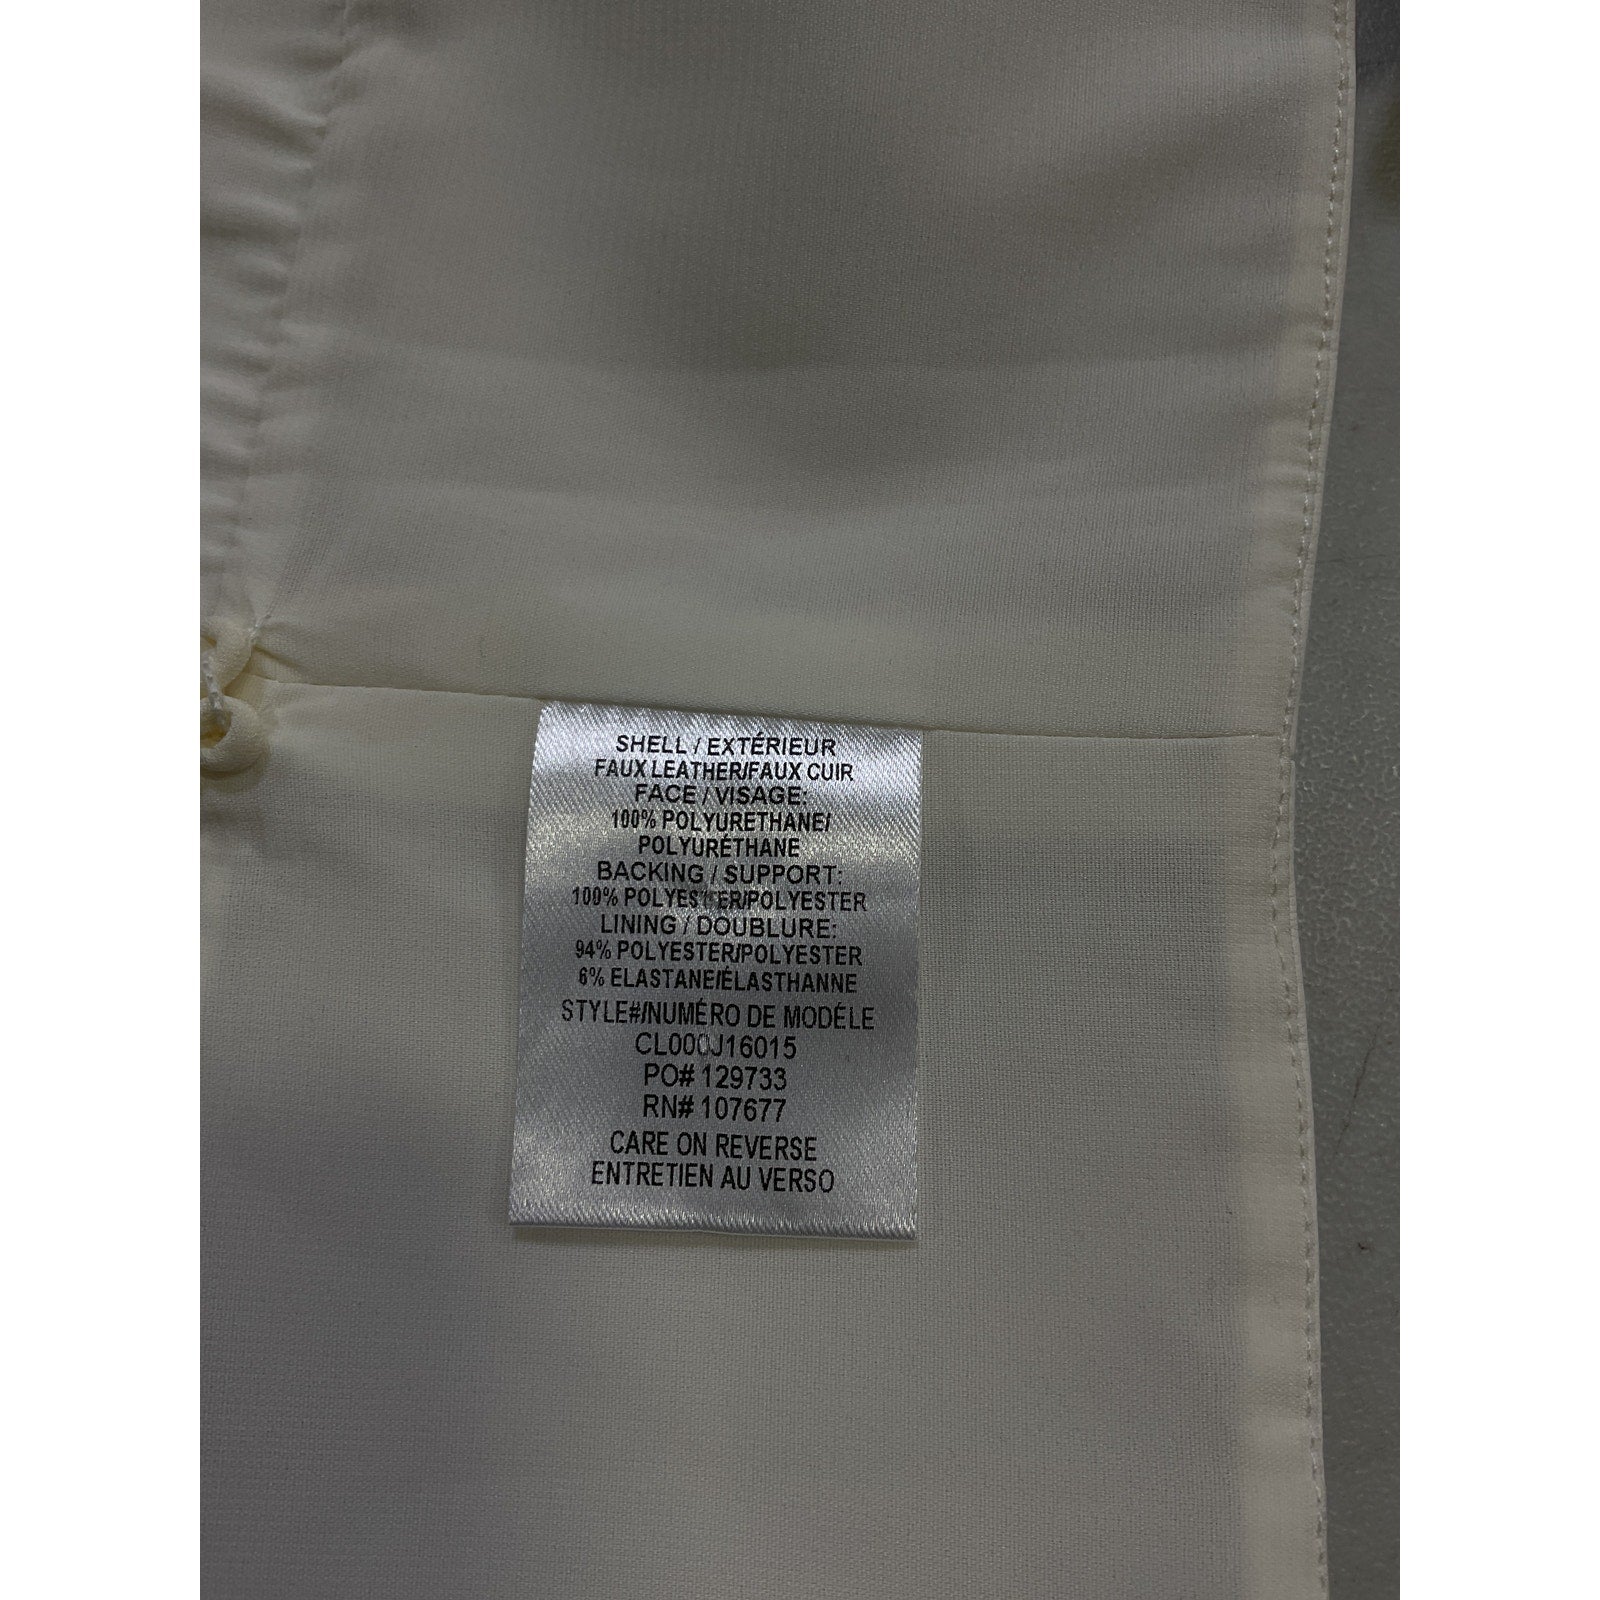 SHELL / EXTÉRIEUR
FAUX LEATHER/FAUX CUIR
FACE / VISAGE:
100% POLYURETHANE/
POLYURÉTHANE
BACKING / SUPPORT:
100% POLYESTER/POLYESTER
LINING / DOUBLURE:
94% POLYESTER/POLYESTER
6% ELASTANE/ÉLASTHANNE
STYLE#/NUMÉRO DE MODÈLE
CL000J16015
PO# 129733
RN# 107677
CARE ON REVERSE
ENTRETIEN AU VERSO